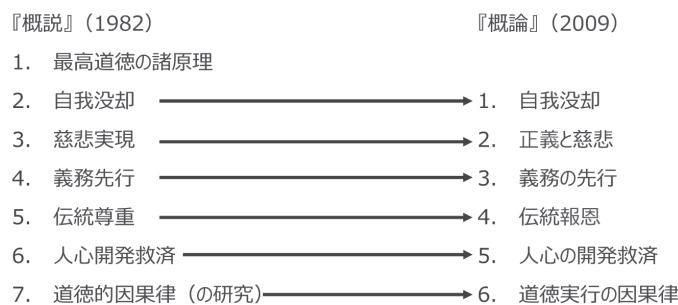 『概説』（1982） 『概論』（2009）
1. 最高道徳の諸原理
2. 自我没却 1. 自我没却
3. 慈悲実現 2. 正義と慈悲
4. 義務先行 3. 義務の先行
5. 伝統尊重 4. 伝統報恩
6. 人心開発救済 5. 人心の開発救済
7. 道徳的因果律（の研究） 6. 道徳実行の因果律